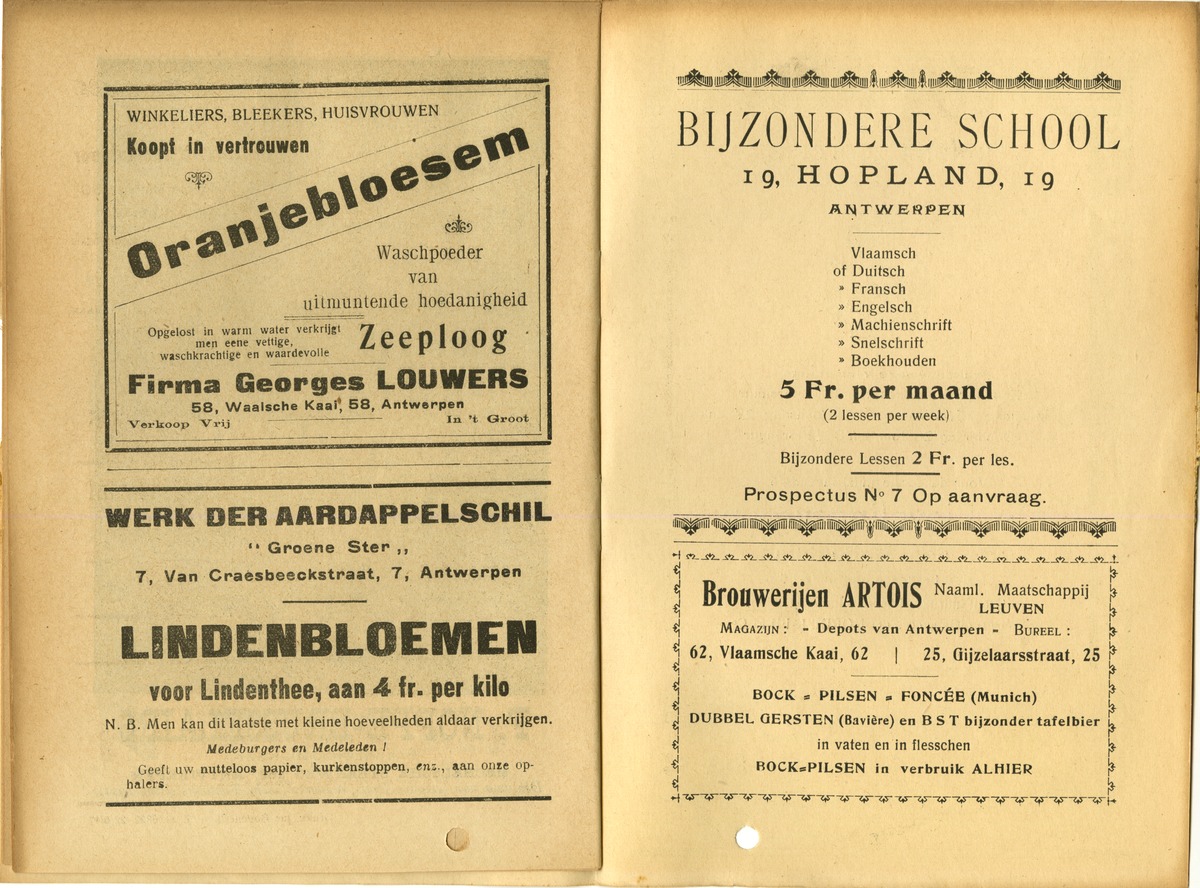 WINKELIERS, BLEEKERS, HUISVROUWEN
Koopt in vertrouwen
Oranjebloesem
Waschpoeder
van
uitmuntende hoedanigheid
Opgelost in warm water verkrijgt
men eene vettige,
waschkrachtige en waardevolle
Zeeploog
Firma Georges LOUWERS
58, Waalsche Kaai, 58, Antwerpen
Verkoop Vrij In 't Groot
WERK DER AARDAPPELSCHIL
“ Groene Ster „
7, Van Craesbeeckstraat, 7, Antwerpen
LINDENBLOEMEN
voor Lindenthee, aan 4 fr. per kilo
N. B. Men kan dit laatste met kleine hoeveelheden aldaar verkrijgen.
Medeburgers en Medeleden !
Geeft uw nutteloos papier, kurkenstoppen, enz., aan onze op-
halers.
BIJZONDERE SCHOOL
19, HOPLAND, 19
ANTWERPEN
Vlaamsch
of Duitsch
» Fransch
» Engelsch
» Machienschrift
» Snelschrift
» Boekhouden
5 Fr. per maand
(2 lessen per week)
Bijzondere Lessen 2 Fr. per les.
Prospectus No 7 Op aanvraag.
Brouwerijen ARTOIS Naaml. Maatschappij
LEUVEN
MAGAZIJN : - Depots van Antwerpen - BUREEL :
62, Vlaamsche Kaai, 62 | 25, Gijzelaarsstraat, 25
BOCK = PILSEN = FONCÉE (Munich)
DUBBEL GERSTEN (Bavière) en B S T bijzonder tafelbier
in vaten en in flesschen
BOCK=PILSEN in verbruik ALHIER